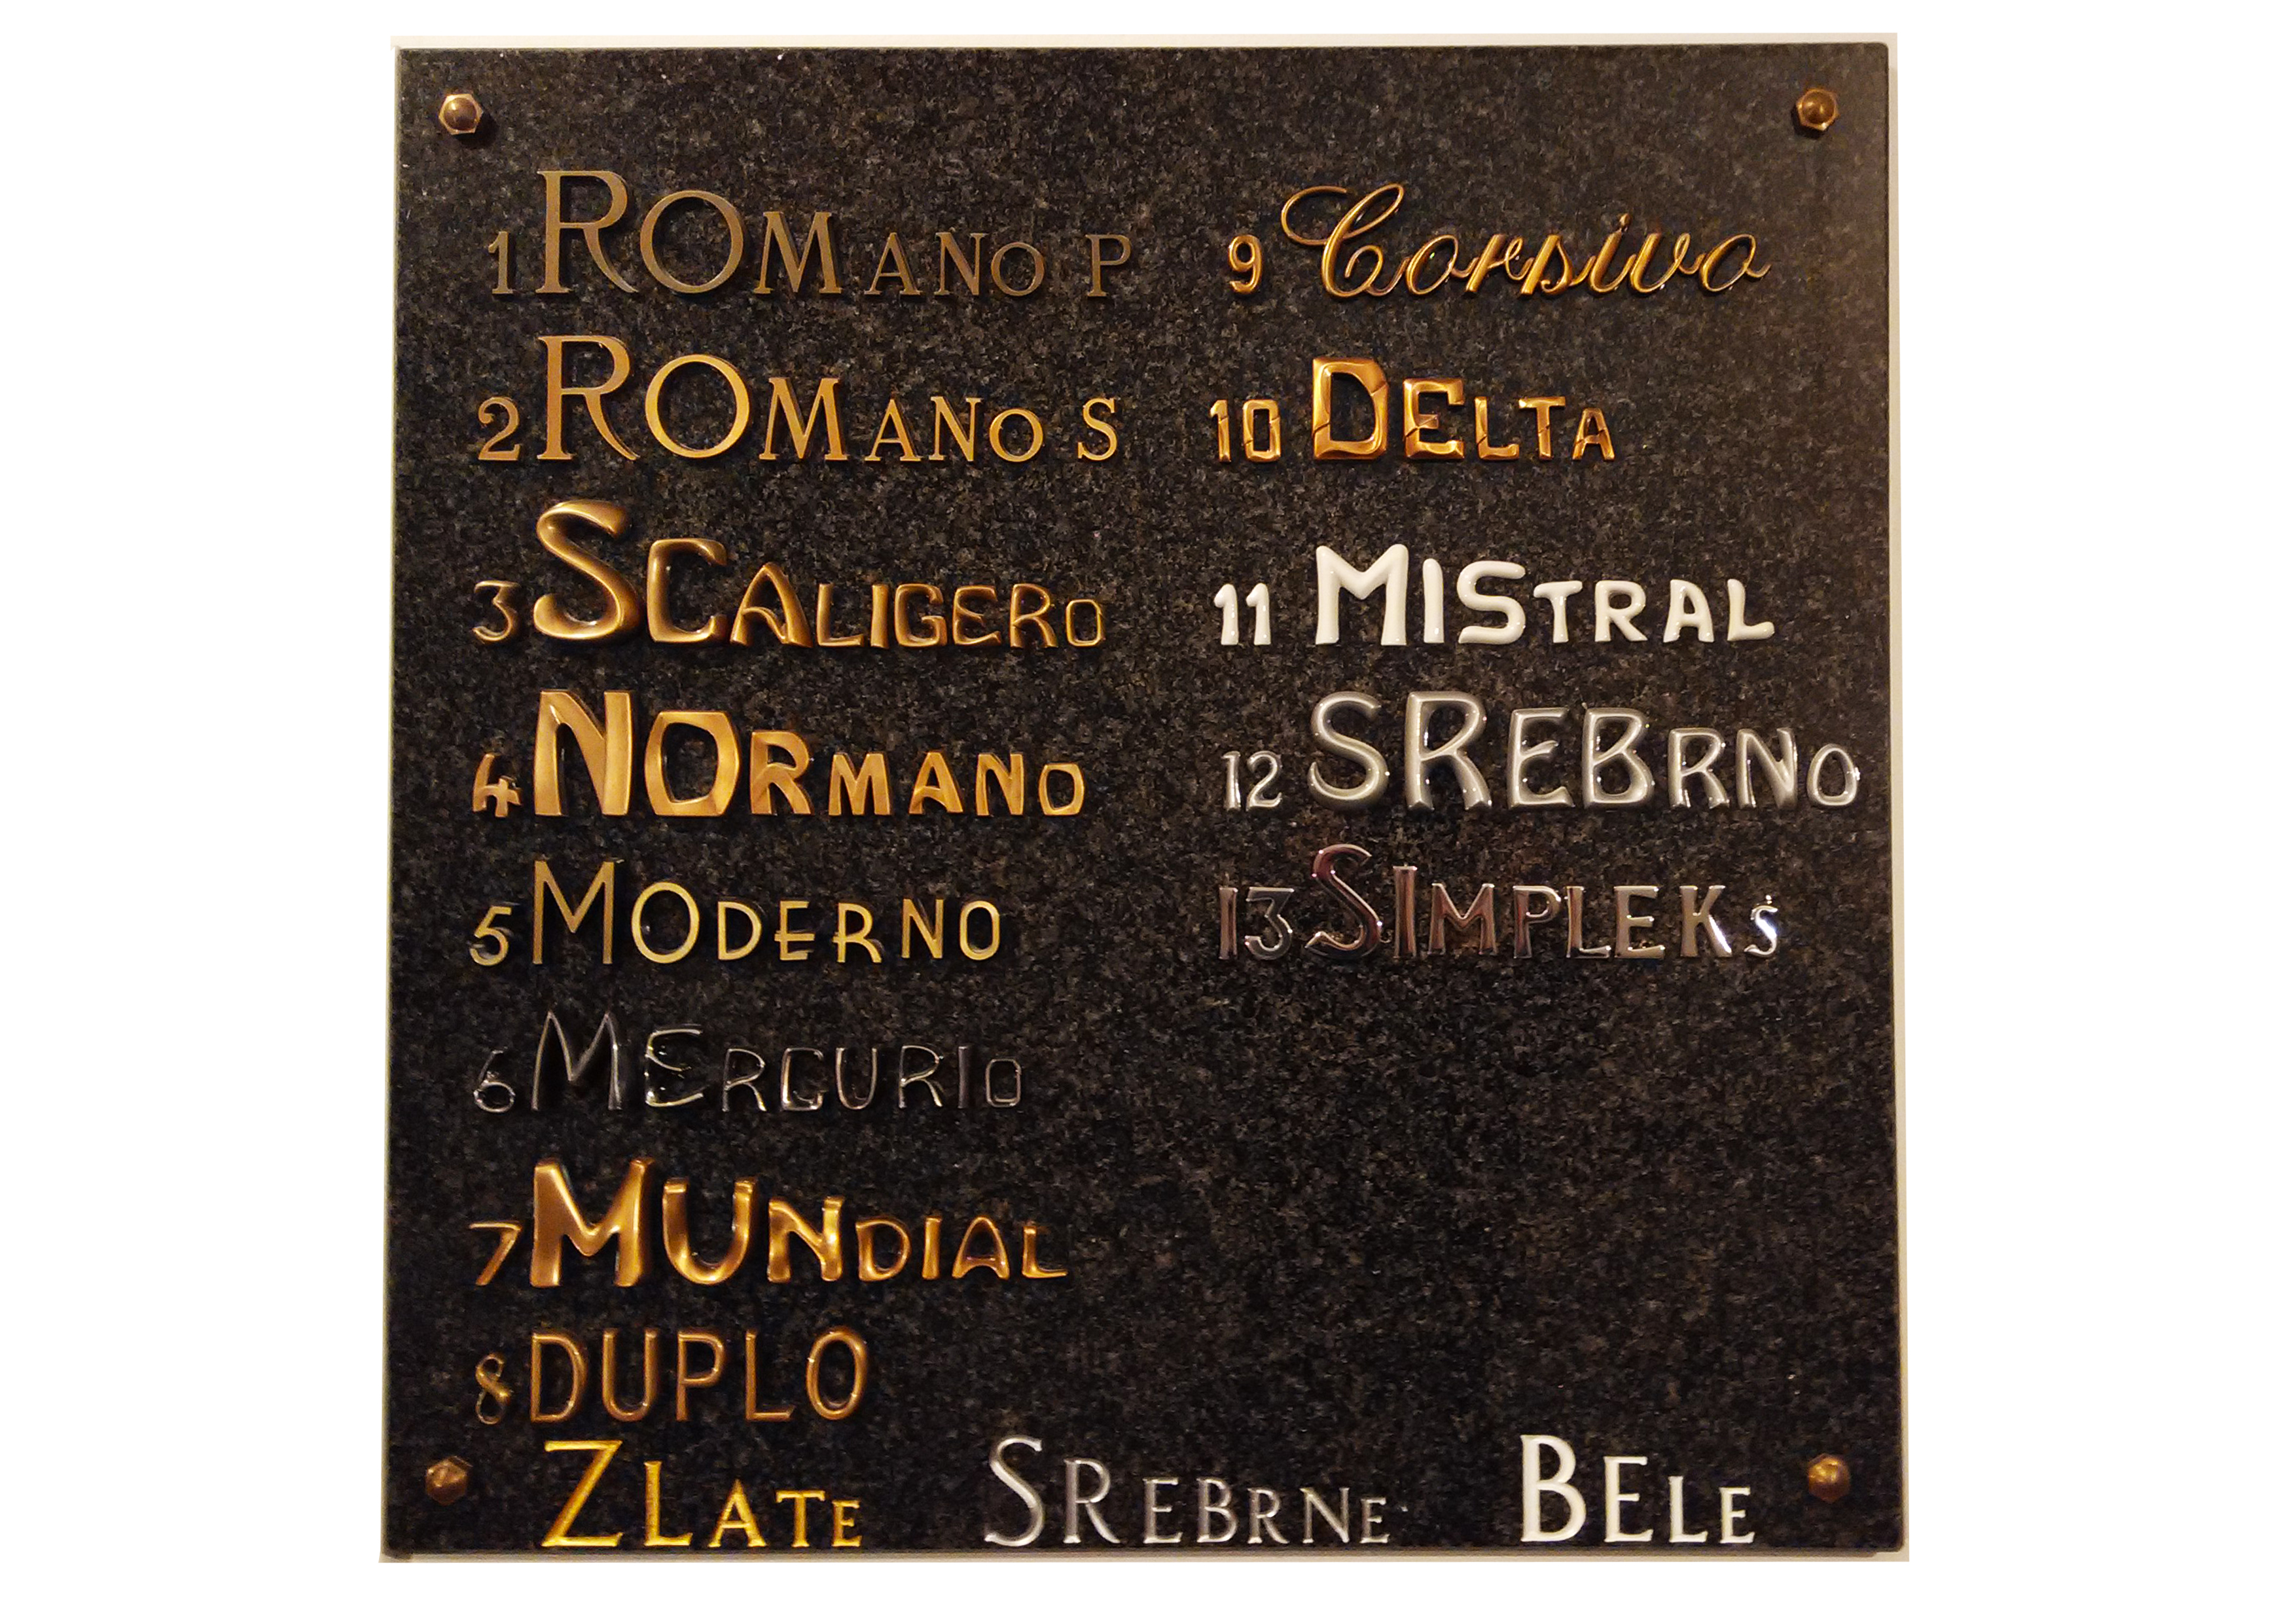 1 ROMANO P
2 ROMANO S
3 SCALIGERO
4 NORMANO
5 MODERNO
6 MERCURIO
7 MUNDIAL
8 DUPLO
9 Corsivo
10 DELTA
11 MISTRAL
12 SREBRNO
13 SIMPLEKS
ZLATE SREBRNE BELE